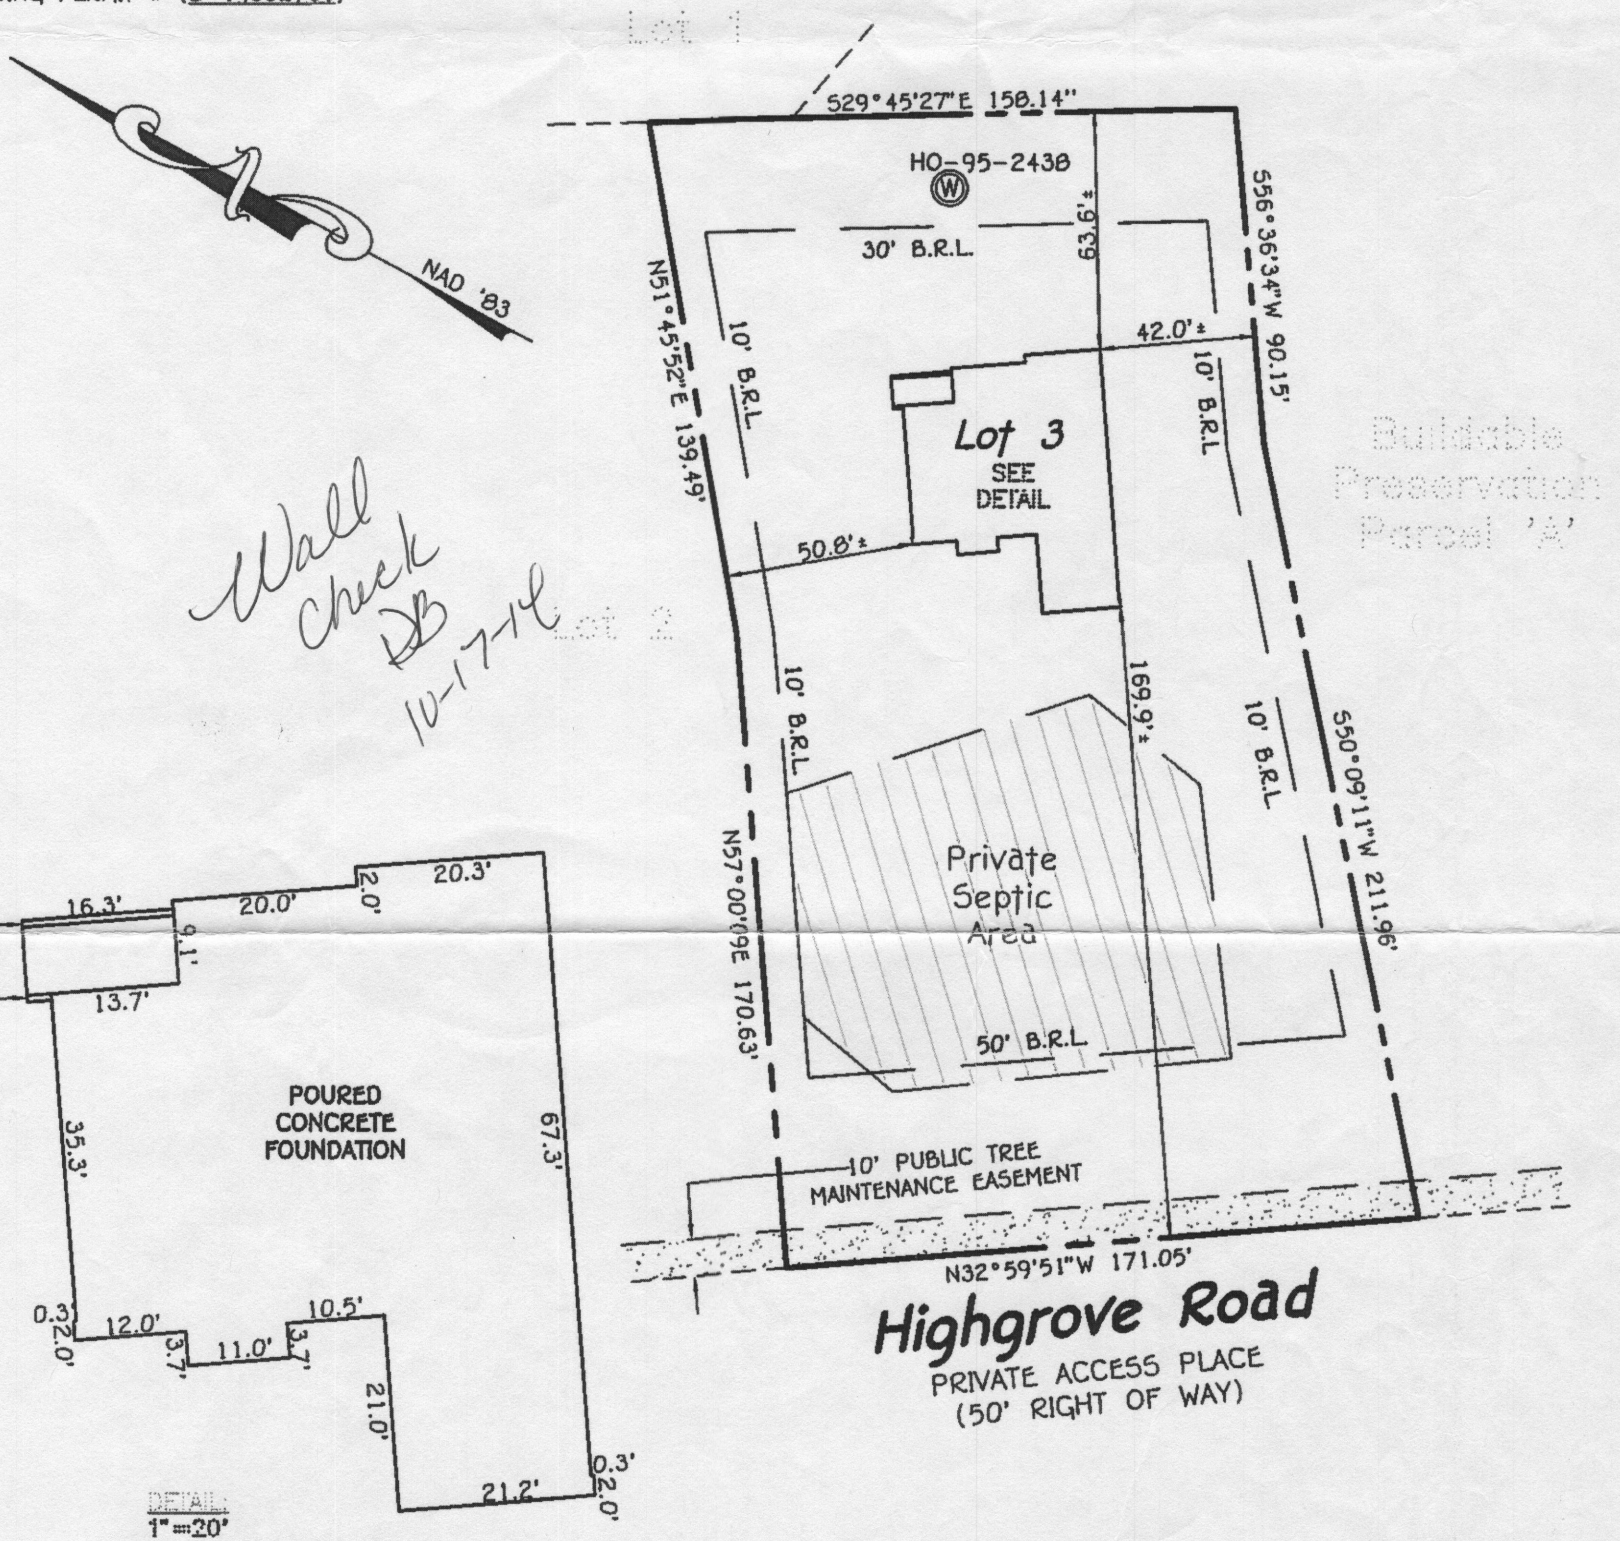 Lot 1
S29°45'27"E 158.14"
HO-95-2438
W
63.6'±
30' B.R.L.
S56°36'34"W 90.15'
NAD '83
N51°45'52"E 139.49'
10' B.R.L.
42.0'±
10' B.R.L
Lot 3
SEE
DETAIL
Buildable
Preservation
Parcel 'A'
50.8'±
Wall
Check
DB
10-17-14
Lot 2
10' B.R.L.
169.9'±
10' B.R.L
S50°09'11"W 211.96'
N57°00'09E 170.63'
Private
Septic
Area
50' B.R.L.
10' PUBLIC TREE
MAINTENANCE EASEMENT
N32°59'51"W 171.05'
Highgrove Road
PRIVATE ACCESS PLACE
(50' RIGHT OF WAY)
16.3'
20.0'
2.0'
20.3'
9.1'
13.7'
POURED
CONCRETE
FOUNDATION
35.3'
67.3'
0.3'
2.0'
12.0'
3.7'
11.0'
3.7'
10.5'
21.0'
21.2'
0.3'
2.0'
DETAIL:
1"=20'